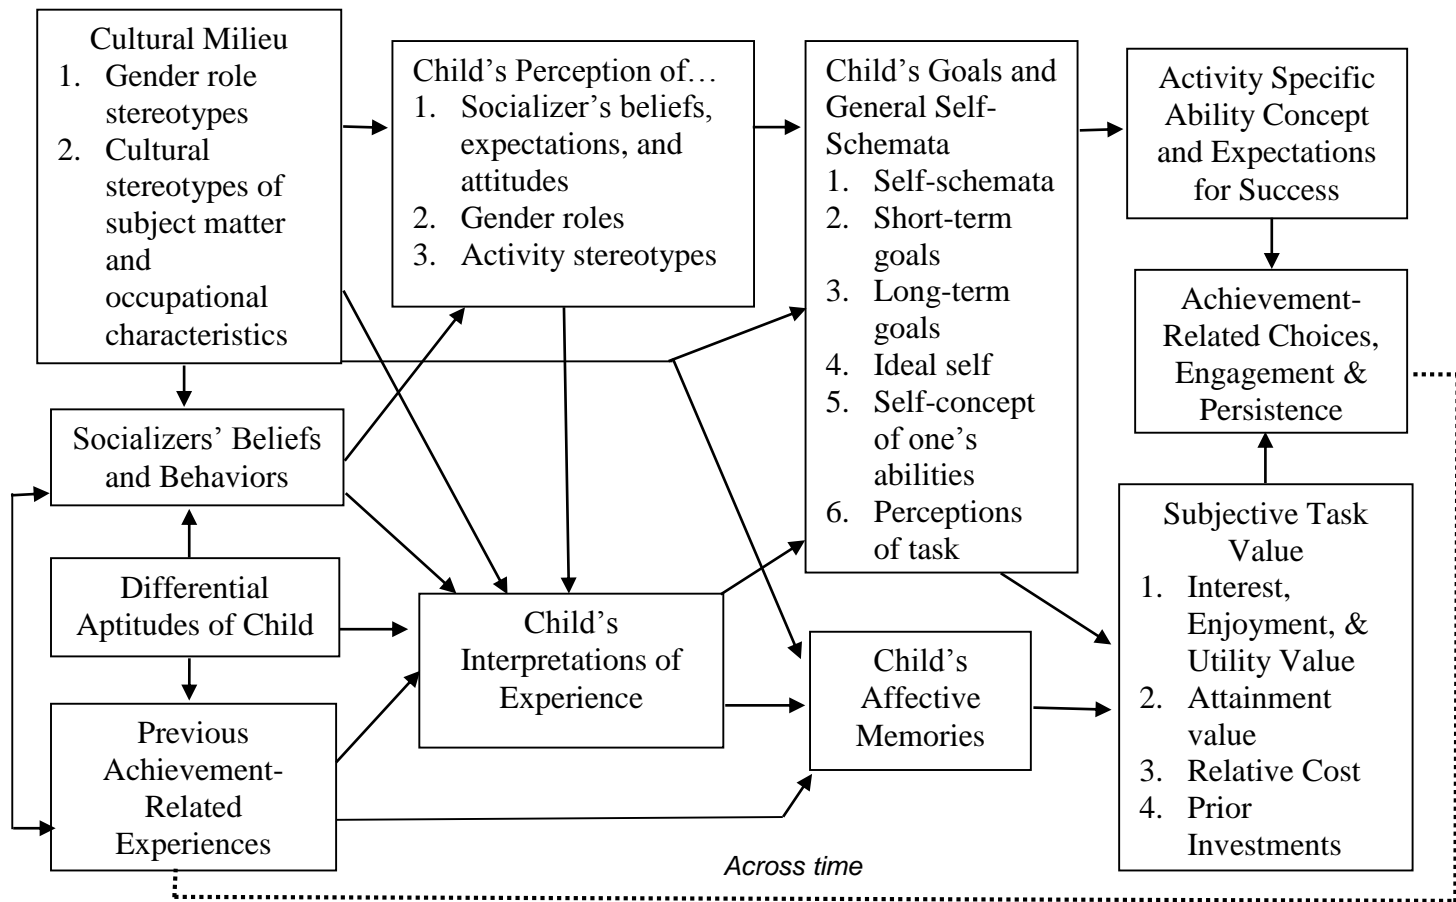 Cultural Milieu
1. Gender role
stereotypes
2. Cultural
stereotypes of
subject matter
and
occupational
characteristics
Socializers’ Beliefs
and Behaviors
Differential
Aptitudes of Child
Previous
Achievement-
Related
Experiences
Child’s Perception of…
1. Socializer’s beliefs,
expectations, and
attitudes
2. Gender roles
3. Activity stereotypes
Child’s
Interpretations of
Experience
Child’s Goals and
General Self-
Schemata
1. Self-schemata
2. Short-term
goals
3. Long-term
goals
4. Ideal self
5. Self-concept
of one’s
abilities
6. Perceptions
of task
Child’s
Affective
Memories
Activity Specific
Ability Concept
and Expectations
for Success
Achievement-
Related Choices,
Engagement &
Persistence
Subjective Task
Value
1. Interest,
Enjoyment, &
Utility Value
2. Attainment
value
3. Relative Cost
4. Prior
Investments
Across time